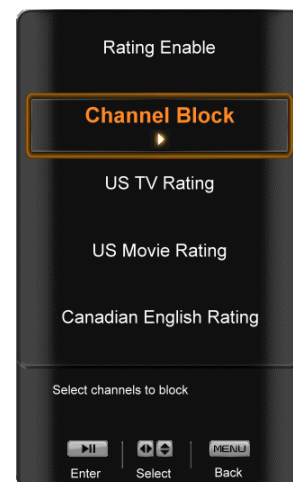 Rating Enable
Channel Block
US TV Rating
US Movie Rating
Canadian English Rating
Select channels to block
MENU
Enter Select Back